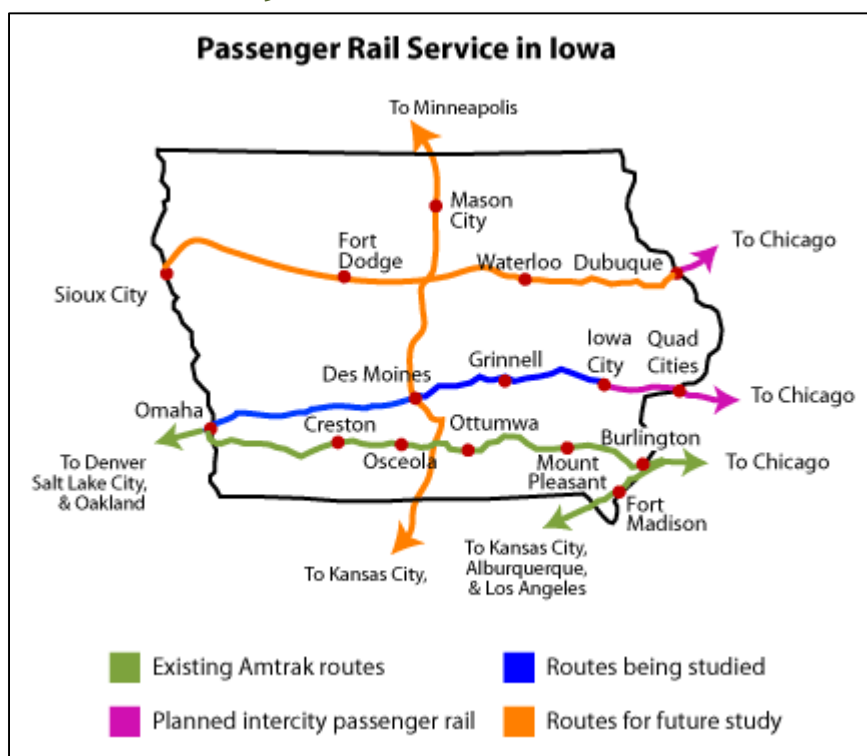 Passenger Rail Service in Iowa
To Minneapolis
Mason
City
To Chicago
Fort
Dodge
Waterloo
Dubuque
Sioux City
Iowa
City
Quad
Cities
Grinnell
Des Moines
To Chicago
Omaha
Creston
Ottumwa
Burlington
To Chicago
Osceola
Mount
Pleasant
To Denver
Salt Lake City,
& Oakland
Fort
Madison
To Kansas City,
To Kansas City,
Alburquerque,
& Los Angeles
Existing Amtrak routes
Routes being studied
Planned intercity passenger rail
Routes for future study